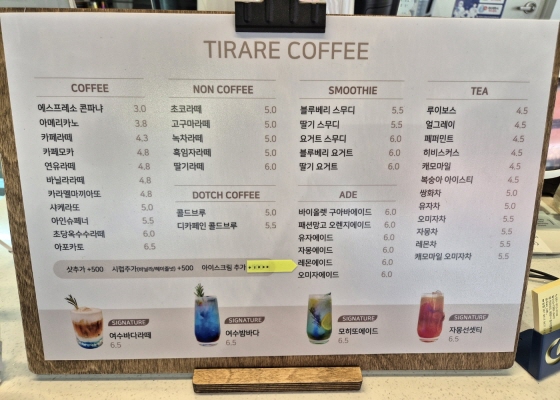 TIRARE COFFEE
COFFEE
에스프레소 콘파냐 3.0
아메리카노 3.8
카페라떼 4.3
카페모카 4.8
연유라떼 4.8
바닐라라떼 4.8
카라멜마끼아또 4.8
샤케라또 5.0
아인슈페너 5.5
초당옥수수라떼 6.0
아포카토 6.5
NON COFFEE
초코라떼 5.0
고구마라떼 5.0
녹차라떼 5.0
흑임자라떼 5.0
딸기라떼 6.0
DOTCH COFFEE
콜드브루 5.0
디카페인 콜드브루 5.5
SMOOTHIE
블루베리 스무디 5.5
딸기 스무디 5.5
요거트 스무디 6.0
블루베리 요거트 6.0
딸기 요거트 6.0
ADE
바이올렛 구아바에이드 6.0
패션망고 오렌지에이드 6.0
유자에이드 6.0
자몽에이드 6.0
레몬에이드 6.0
오미자에이드 6.0
TEA
루이보스 4.5
얼그레이 4.5
페퍼민트 4.5
히비스커스 4.5
캐모마일 4.5
복숭아 아이스티 4.5
쌍화차 5.0
유자차 5.0
오미자차 5.5
자몽차 5.5
레몬차 5.5
캐모마일 오미자차 5.5
샷추가 +500 시럽추가(바닐라/헤이즐넛) +500 아이스크림 추가
SIGNATURE
여수바다라떼
6.5
SIGNATURE
여수밤바다
6.5
SIGNATURE
모히또에이드
6.5
SIGNATURE
자몽선셋티
6.5